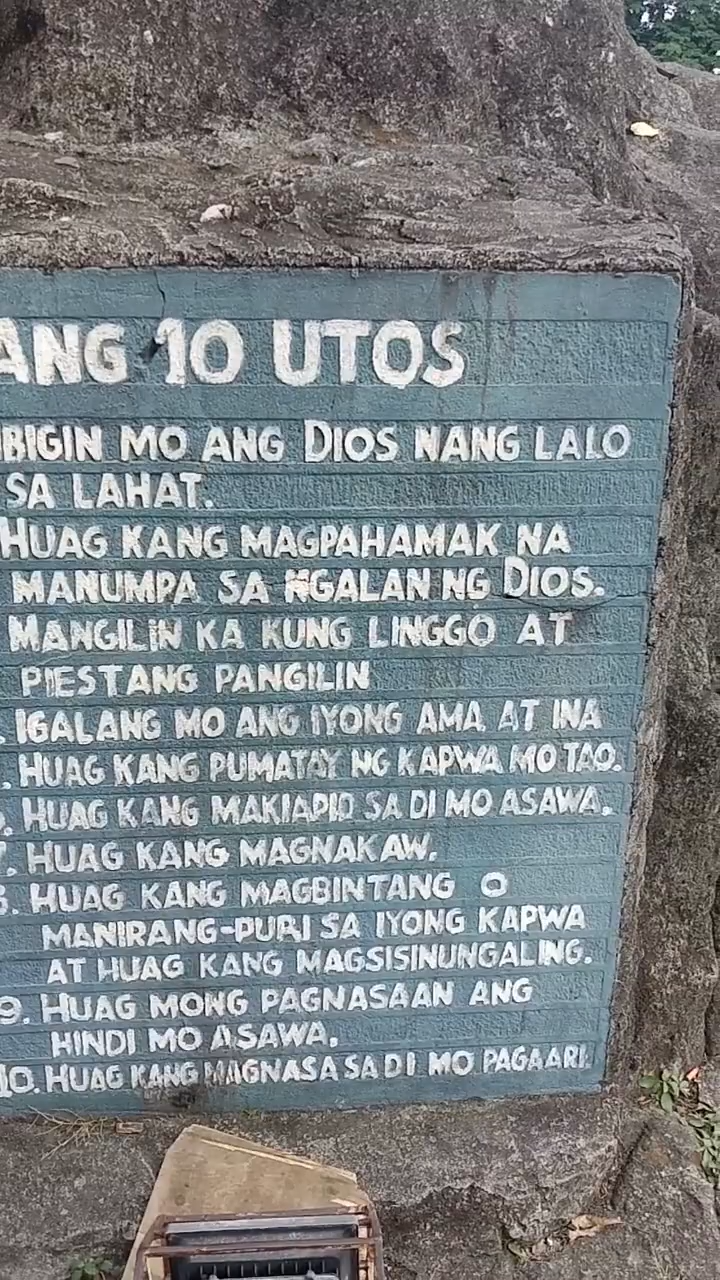 ANG 10 UTOS
BIGIN MO ANG DIOS NANG LALO
SA LAHAT.
HUAG KANG MAGPAHAMAK NA
MANUMPA SA NGALAN NG DIOS.
MANGILIN KA KUNG LINGGO AT
PIESTANG PANGILIN
. IGALANG MO ANG IYONG AMA AT INA
. HUAG KANG PUMATAY NG KAPWA MO TAO.
. HUAG KANG MAKIAPID SA DI MO ASAWA.
7. HUAG KANG MAGNAKAW.
8. HUAG KANG MAGBINTANG O
MANIRANG-PURI SA IYONG KAPWA
AT HUAG KANG MAGSISINUNGALING.
9. HUAG MONG PAGNASAAN ANG
HINDI MO ASAWA.
10. HUAG KANG MAGNASA SA DI MO PAGAARI.